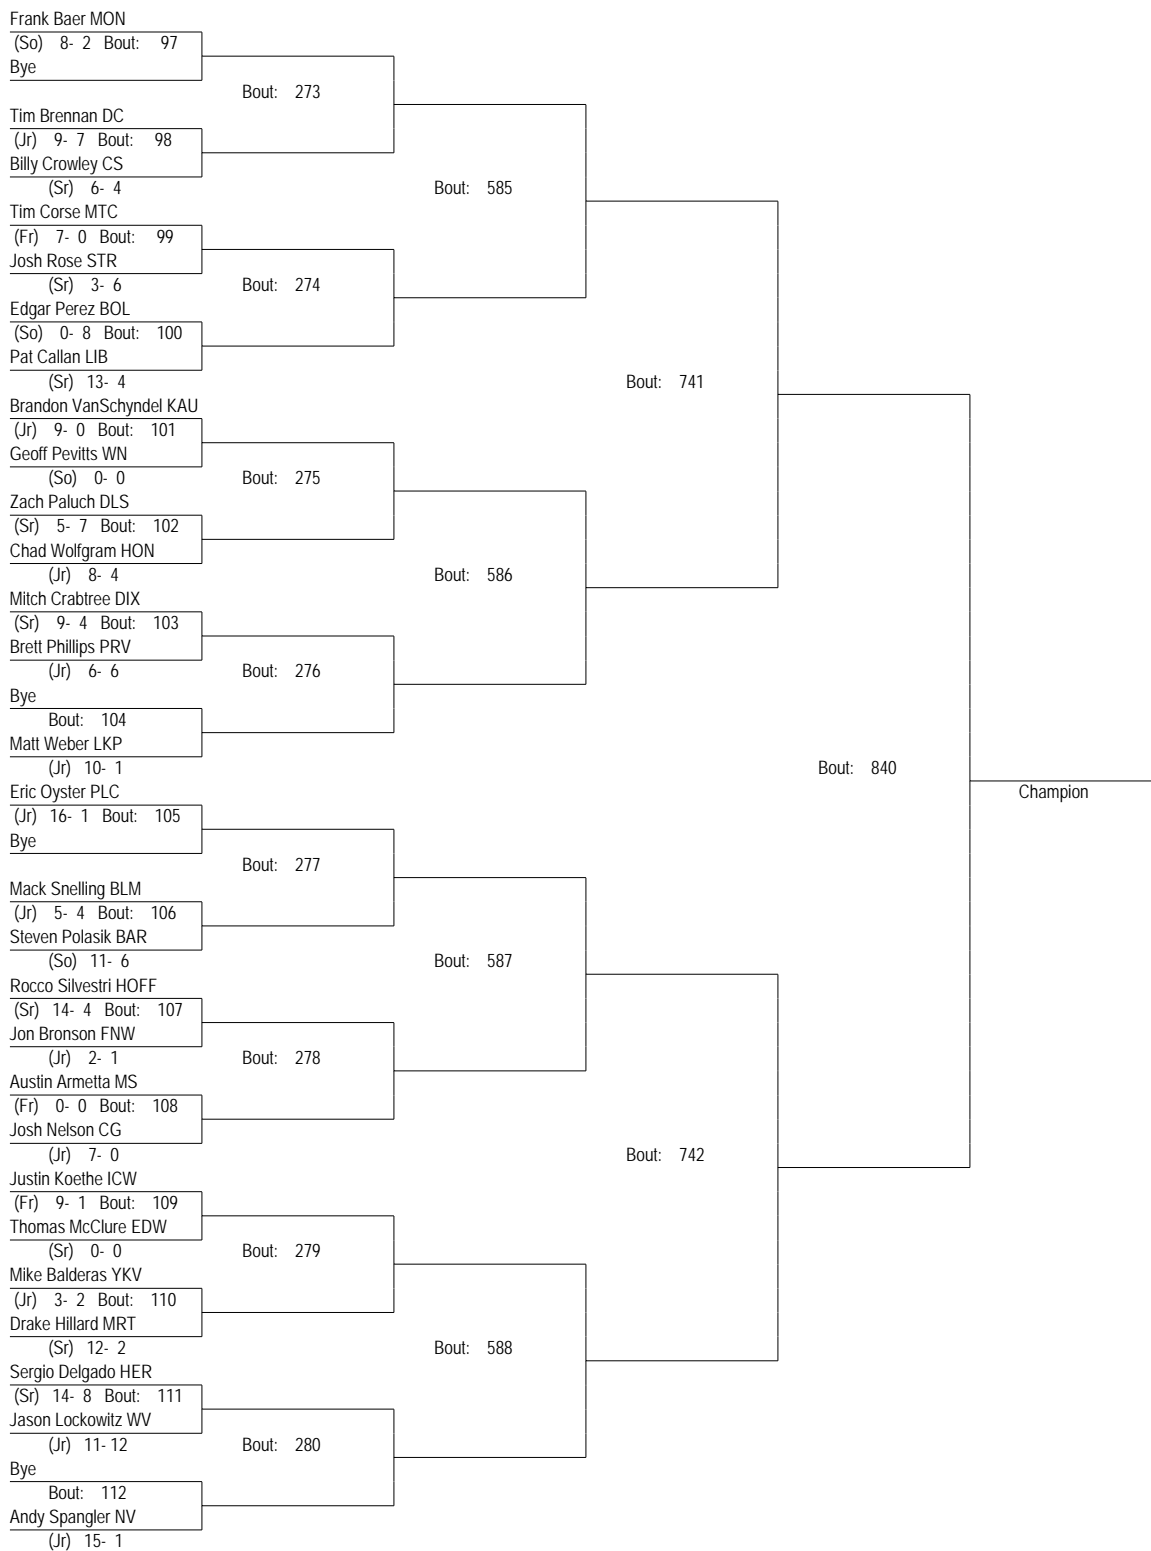 Frank Baer MON
(So) 8- 2 Bout: 97
Bye
Bout: 273
Tim Brennan DC
(Jr) 9- 7 Bout: 98
Billy Crowley CS
(Sr) 6- 4
Bout: 585
Tim Corse MTC
(Fr) 7- 0 Bout: 99
Josh Rose STR
(Sr) 3- 6
Bout: 274
Edgar Perez BOL
(So) 0- 8 Bout: 100
Pat Callan LIB
(Sr) 13- 4
Bout: 741
Brandon VanSchyndel KAU
(Jr) 9- 0 Bout: 101
Geoff Pevitts WN
(So) 0- 0
Bout: 275
Zach Paluch DLS
(Sr) 5- 7 Bout: 102
Chad Wolfgram HON
(Jr) 8- 4
Bout: 586
Mitch Crabtree DIX
(Sr) 9- 4 Bout: 103
Brett Phillips PRV
(Jr) 6- 6
Bout: 276
Bye
Bout: 104
Matt Weber LKP
(Jr) 10- 1
Bout: 840
Champion
Eric Oyster PLC
(Jr) 16- 1 Bout: 105
Bye
Bout: 277
Mack Snelling BLM
(Jr) 5- 4 Bout: 106
Steven Polasik BAR
(So) 11- 6
Bout: 587
Rocco Silvestri HOFF
(Sr) 14- 4 Bout: 107
Jon Bronson FNW
(Jr) 2- 1
Bout: 278
Austin Armetta MS
(Fr) 0- 0 Bout: 108
Josh Nelson CG
(Jr) 7- 0
Bout: 742
Justin Koethe ICW
(Fr) 9- 1 Bout: 109
Thomas McClure EDW
(Sr) 0- 0
Bout: 279
Mike Balderas YKV
(Jr) 3- 2 Bout: 110
Drake Hillard MRT
(Sr) 12- 2
Bout: 588
Sergio Delgado HER
(Sr) 14- 8 Bout: 111
Jason Lockowitz WV
(Jr) 11- 12
Bout: 280
Bye
Bout: 112
Andy Spangler NV
(Jr) 15- 1